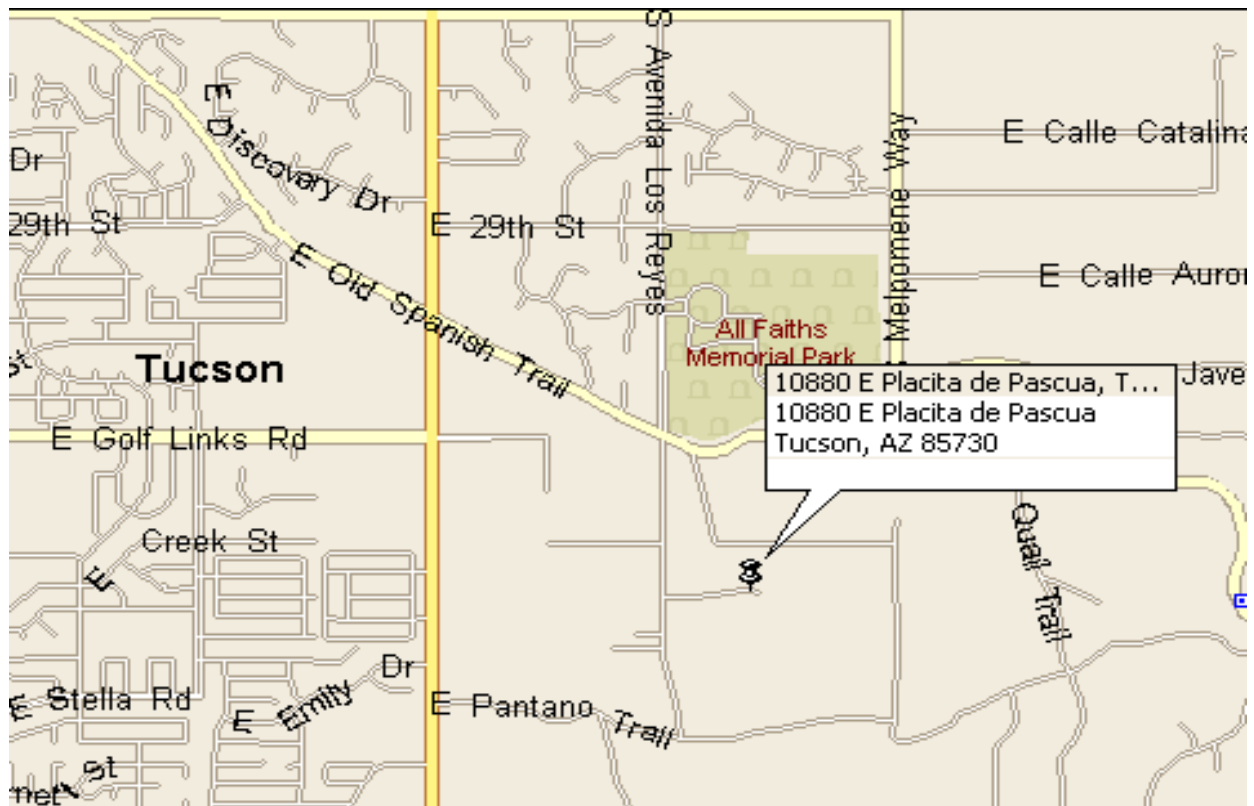 S Avenida Los Reyes
E Discovery Dr
S Melpomene Way
E Calle Catalina
Dr
29th St
E 29th St
E Old Spanish Trail
E Calle Auror
All Faiths
Memorial Park
St
Tucson
Jave
10880 E Placita de Pascua, T...
10880 E Placita de Pascua
Tucson, AZ 85730
E Golf Links Rd
Quail Trail
E Creek St
E Stella Rd
E Emily Dr
E Pantano Trail
St